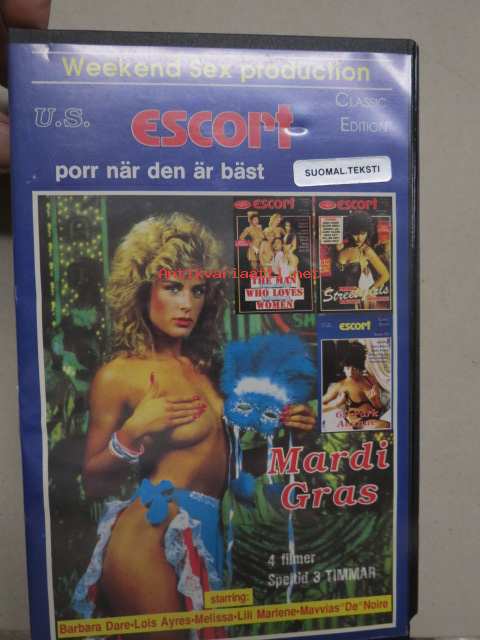 Weekend Sex production
U.S.
escort
CLASSIC
EDITION
porr när den är bäst
SUOMAL.TEKSTI
escort
escort
THE MAN
WHO LOVES
WOMEN
escort
Antikvariaatti.net
Mardi
Gras
4 filmer
Speltid 3 TIMMAR
starring:
Barbara Dare·Lois Ayres·Melissa·Lili Marlene·Mavvias "De" Noire